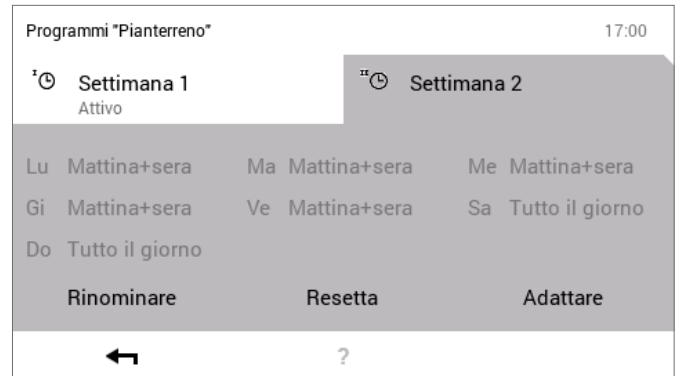 Programmi "Pianterreno" 17:00
I Settimana 1 II Settimana 2
Attivo
Lu Mattina+sera Ma Mattina+sera Me Mattina+sera
Gi Mattina+sera Ve Mattina+sera Sa Tutto il giorno
Do Tutto il giorno
Rinominare Resetta Adattare
?